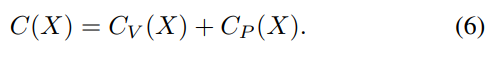 C(X) = C_V(X) + C_P(X). (6)